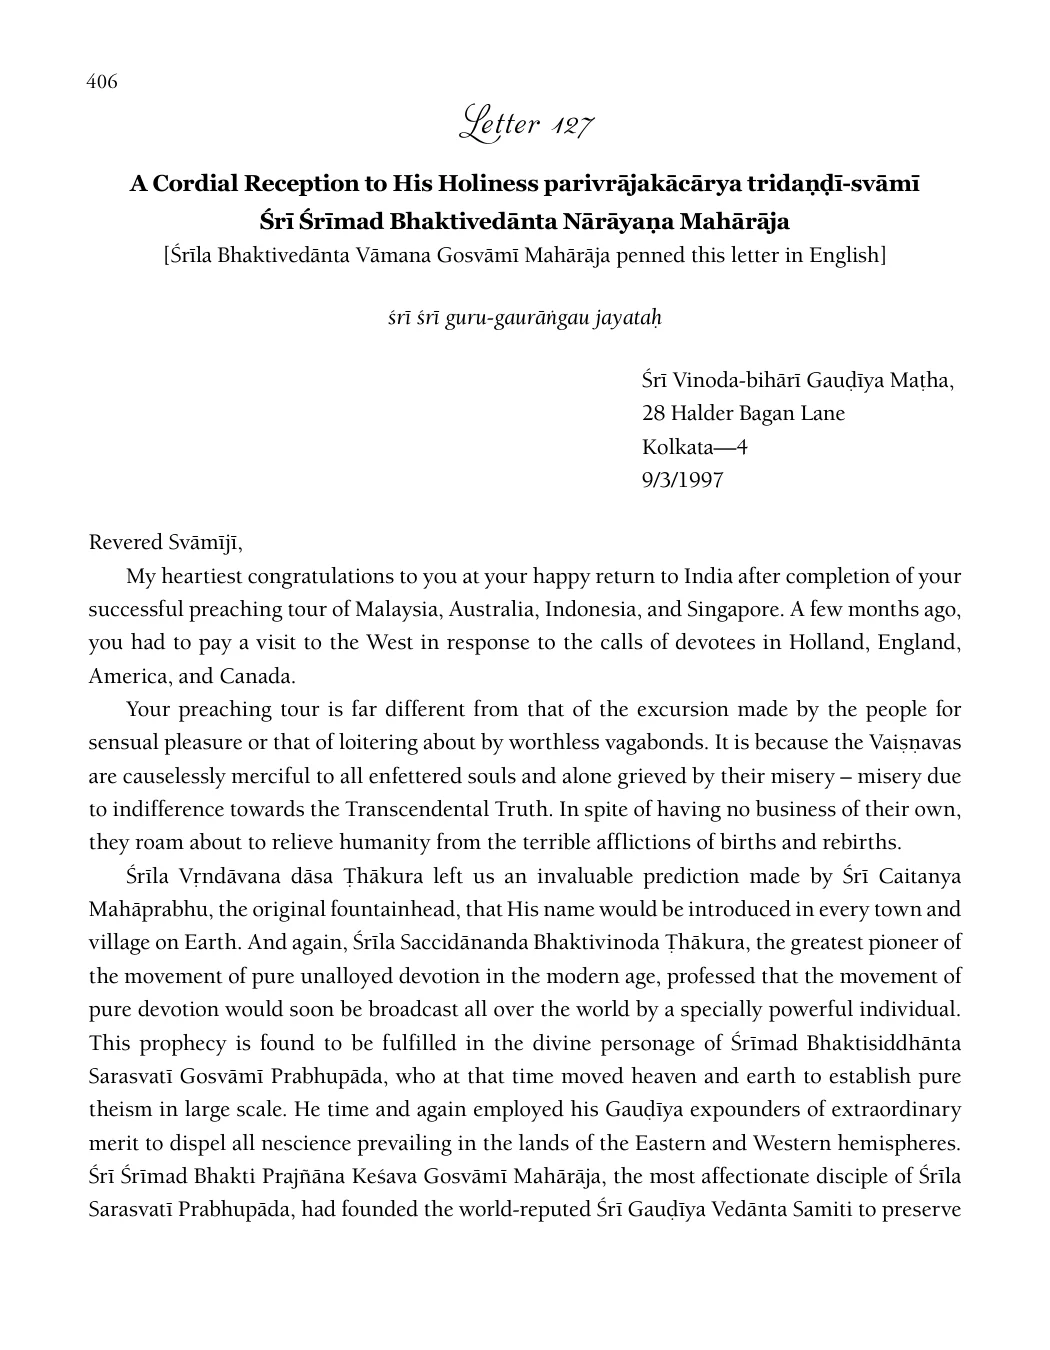 406
Letter 127
A Cordial Reception to His Holiness parivrājakācārya tridaṇḍī-svāmī
Śrī Śrīmad Bhaktivedānta Nārāyaṇa Mahārāja
[Śrīla Bhaktivedānta Vāmana Gosvāmī Mahārāja penned this letter in English]
śrī śrī guru-gaurāṅgau jayataḥ
Śrī Vinoda-bihārī Gauḍīya Maṭha,
28 Halder Bagan Lane
Kolkata—4
9/3/1997
Revered Svāmījī,
My heartiest congratulations to you at your happy return to India after completion of your
successful preaching tour of Malaysia, Australia, Indonesia, and Singapore. A few months ago,
you had to pay a visit to the West in response to the calls of devotees in Holland, England,
America, and Canada.
Your preaching tour is far different from that of the excursion made by the people for
sensual pleasure or that of loitering about by worthless vagabonds. It is because the Vaiṣṇavas
are causelessly merciful to all enfettered souls and alone grieved by their misery – misery due
to indifference towards the Transcendental Truth. In spite of having no business of their own,
they roam about to relieve humanity from the terrible afflictions of births and rebirths.
Śrīla Vṛndāvana dāsa Ṭhākura left us an invaluable prediction made by Śrī Caitanya
Mahāprabhu, the original fountainhead, that His name would be introduced in every town and
village on Earth. And again, Śrīla Saccidānanda Bhaktivinoda Ṭhākura, the greatest pioneer of
the movement of pure unalloyed devotion in the modern age, professed that the movement of
pure devotion would soon be broadcast all over the world by a specially powerful individual.
This prophecy is found to be fulfilled in the divine personage of Śrīmad Bhaktisiddhānta
Sarasvatī Gosvāmī Prabhupāda, who at that time moved heaven and earth to establish pure
theism in large scale. He time and again employed his Gauḍīya expounders of extraordinary
merit to dispel all nescience prevailing in the lands of the Eastern and Western hemispheres.
Śrī Śrīmad Bhakti Prajñāna Keśava Gosvāmī Mahārāja, the most affectionate disciple of Śrīla
Sarasvatī Prabhupāda, had founded the world-reputed Śrī Gauḍīya Vedānta Samiti to preserve